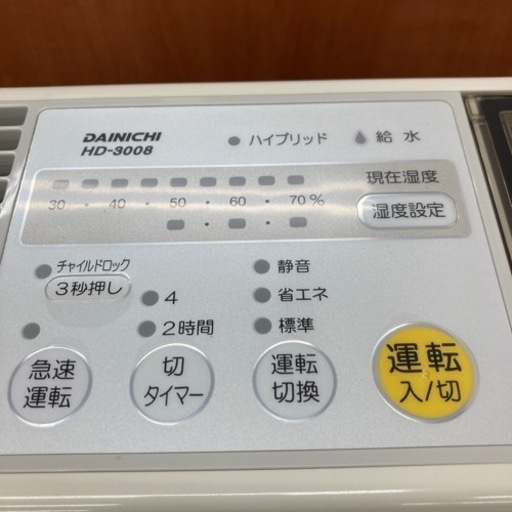 DAINICHI
HD-3008
ハイブリッド 給水
現在湿度
30・40・50・60・70%
湿度設定
チャイルドロック
3秒押し
4
2時間
静音
省エネ
標準
急速
運転
切
タイマー
運転
切換
運転
入/切